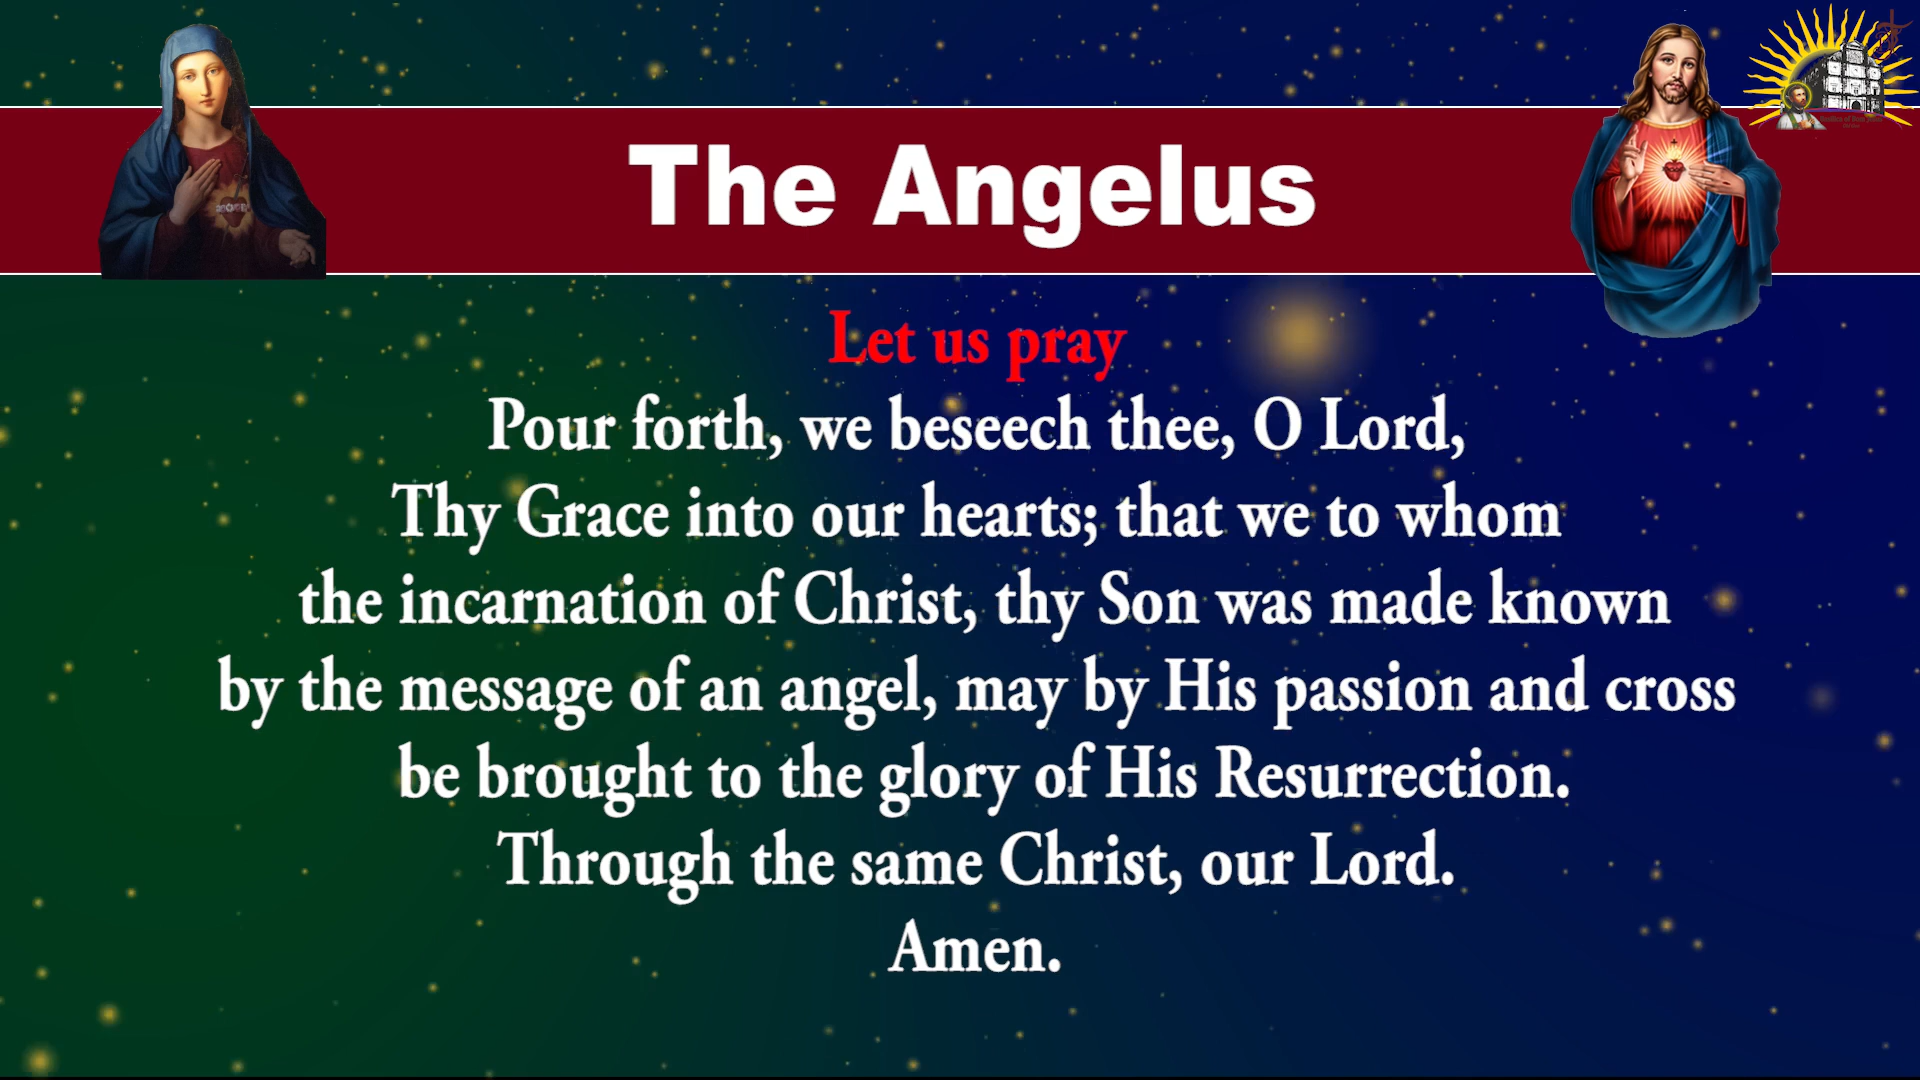 The Angelus
Let us pray
Pour forth, we beseech thee, O Lord,
Thy Grace into our hearts; that we to whom
the incarnation of Christ, thy Son was made known
by the message of an angel, may by His passion and cross
be brought to the glory of His Resurrection.
Through the same Christ, our Lord.
Amen.